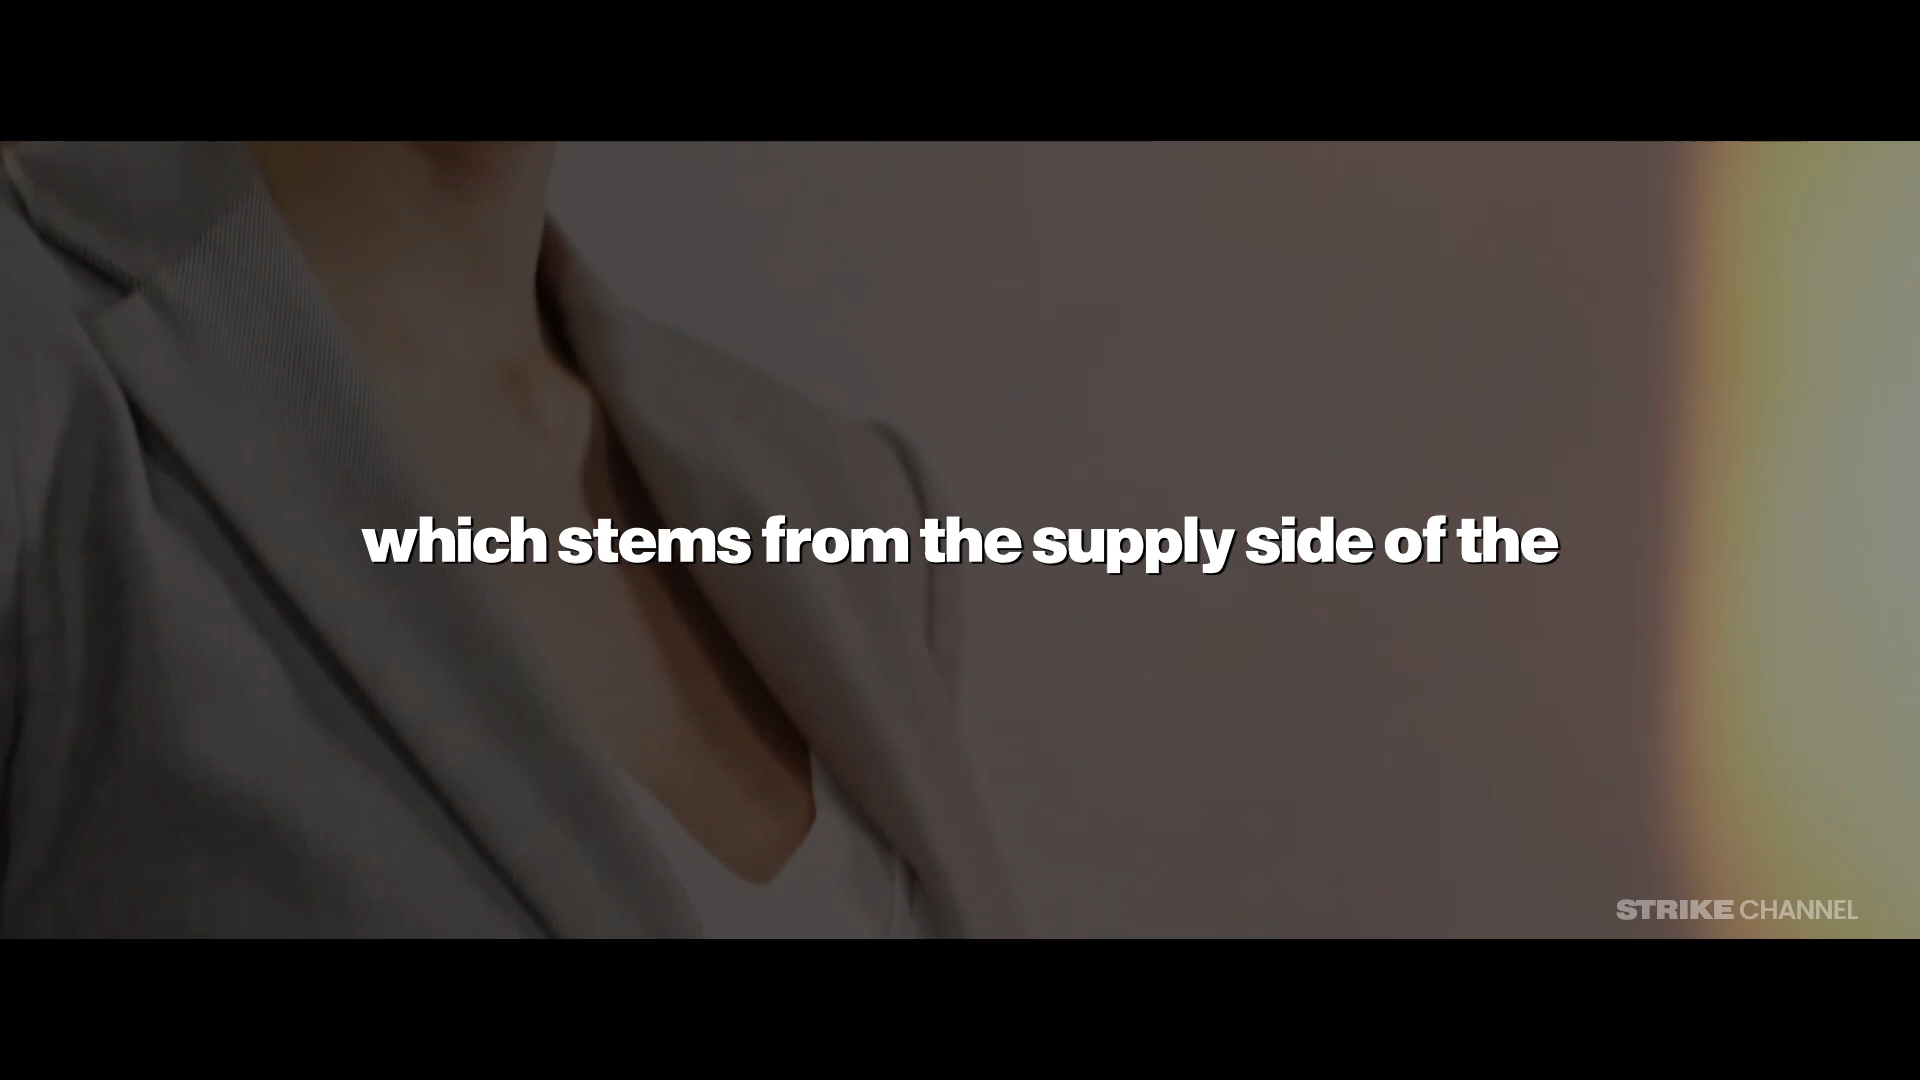 which stems from the supply side of the
STRIKE CHANNEL